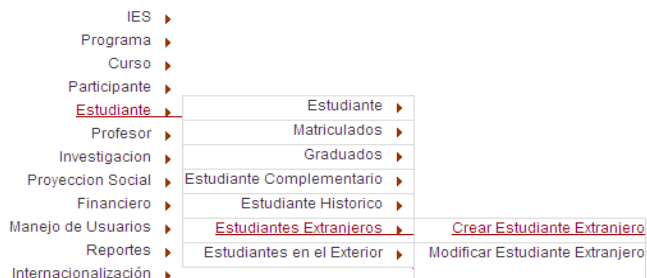 IES
Programa
Curso
Participante
Estudiante
Profesor
Investigacion
Proyeccion Social
Financiero
Manejo de Usuarios
Reportes
Internacionalización
Estudiante
Matriculados
Graduados
Estudiante Complementario
Estudiante Historico
Estudiantes Extranjeros
Estudiantes en el Exterior
Crear Estudiante Extranjero
Modificar Estudiante Extranjero